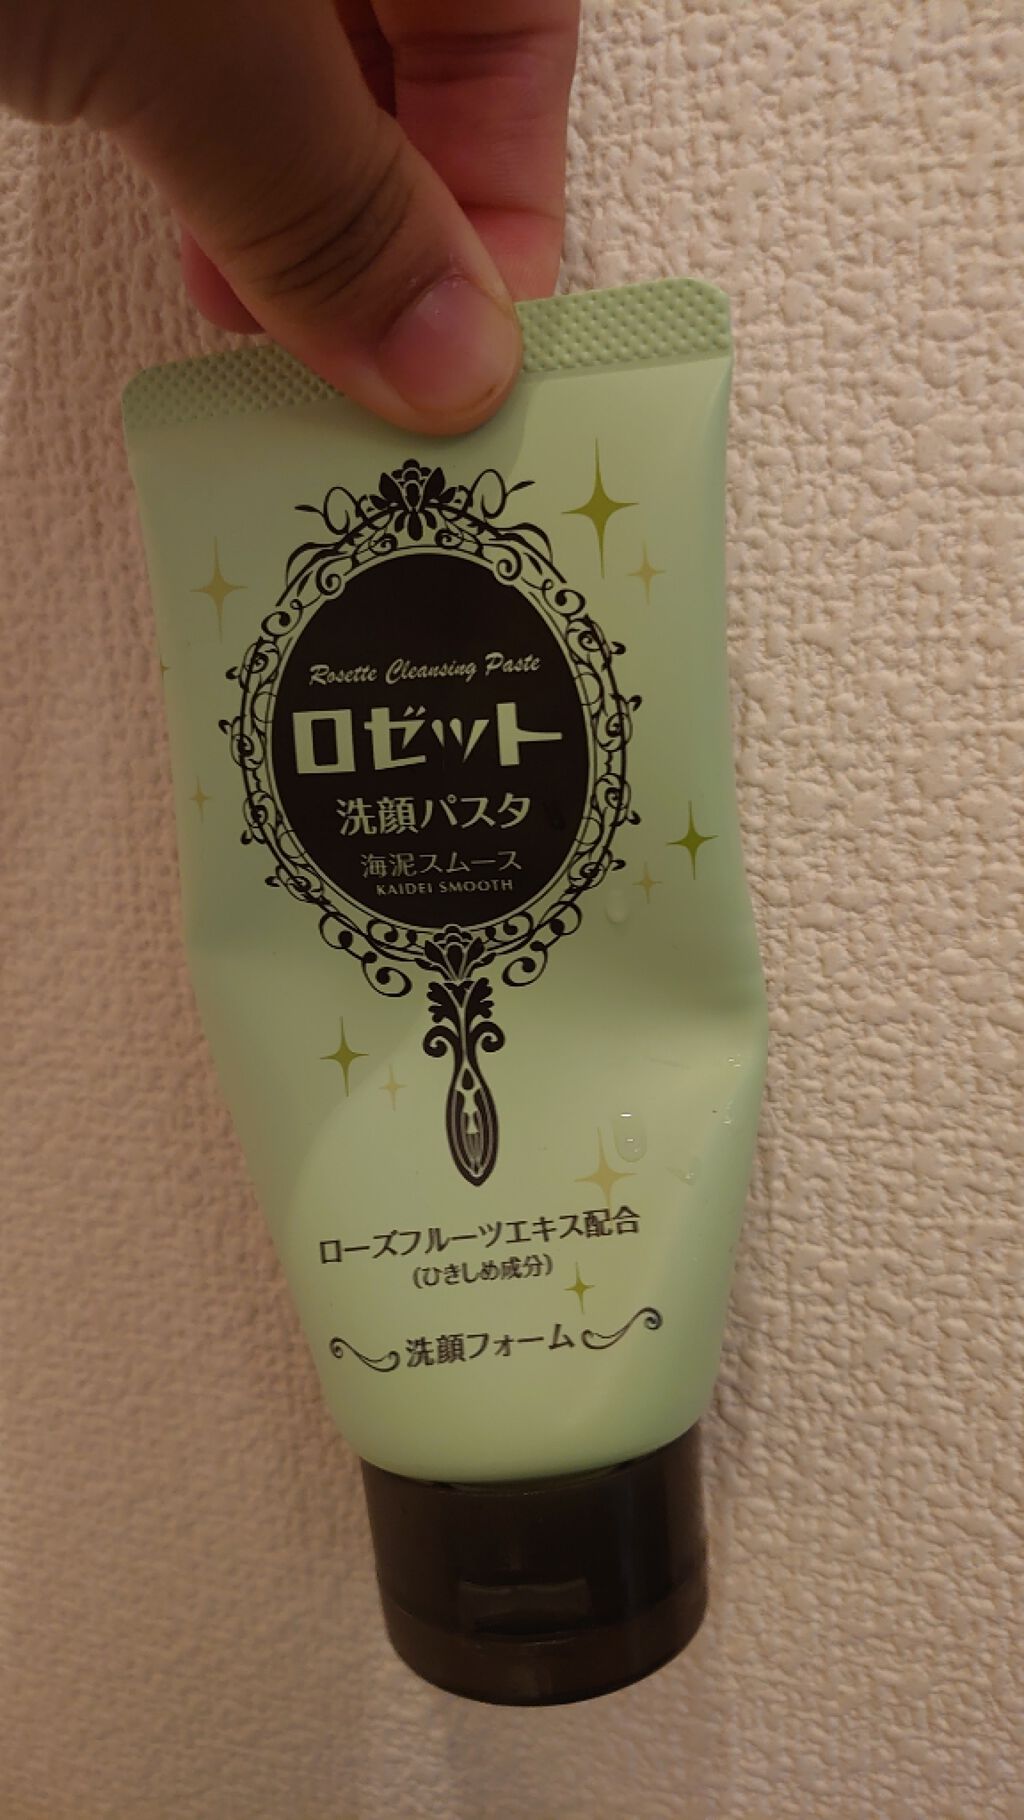 Rosette Cleansing Paste
ロゼット
洗顔パスタ
海泥スムース
KAIDEI SMOOTH
ローズフルーツエキス配合
(ひきしめ成分)
洗顔フォーム